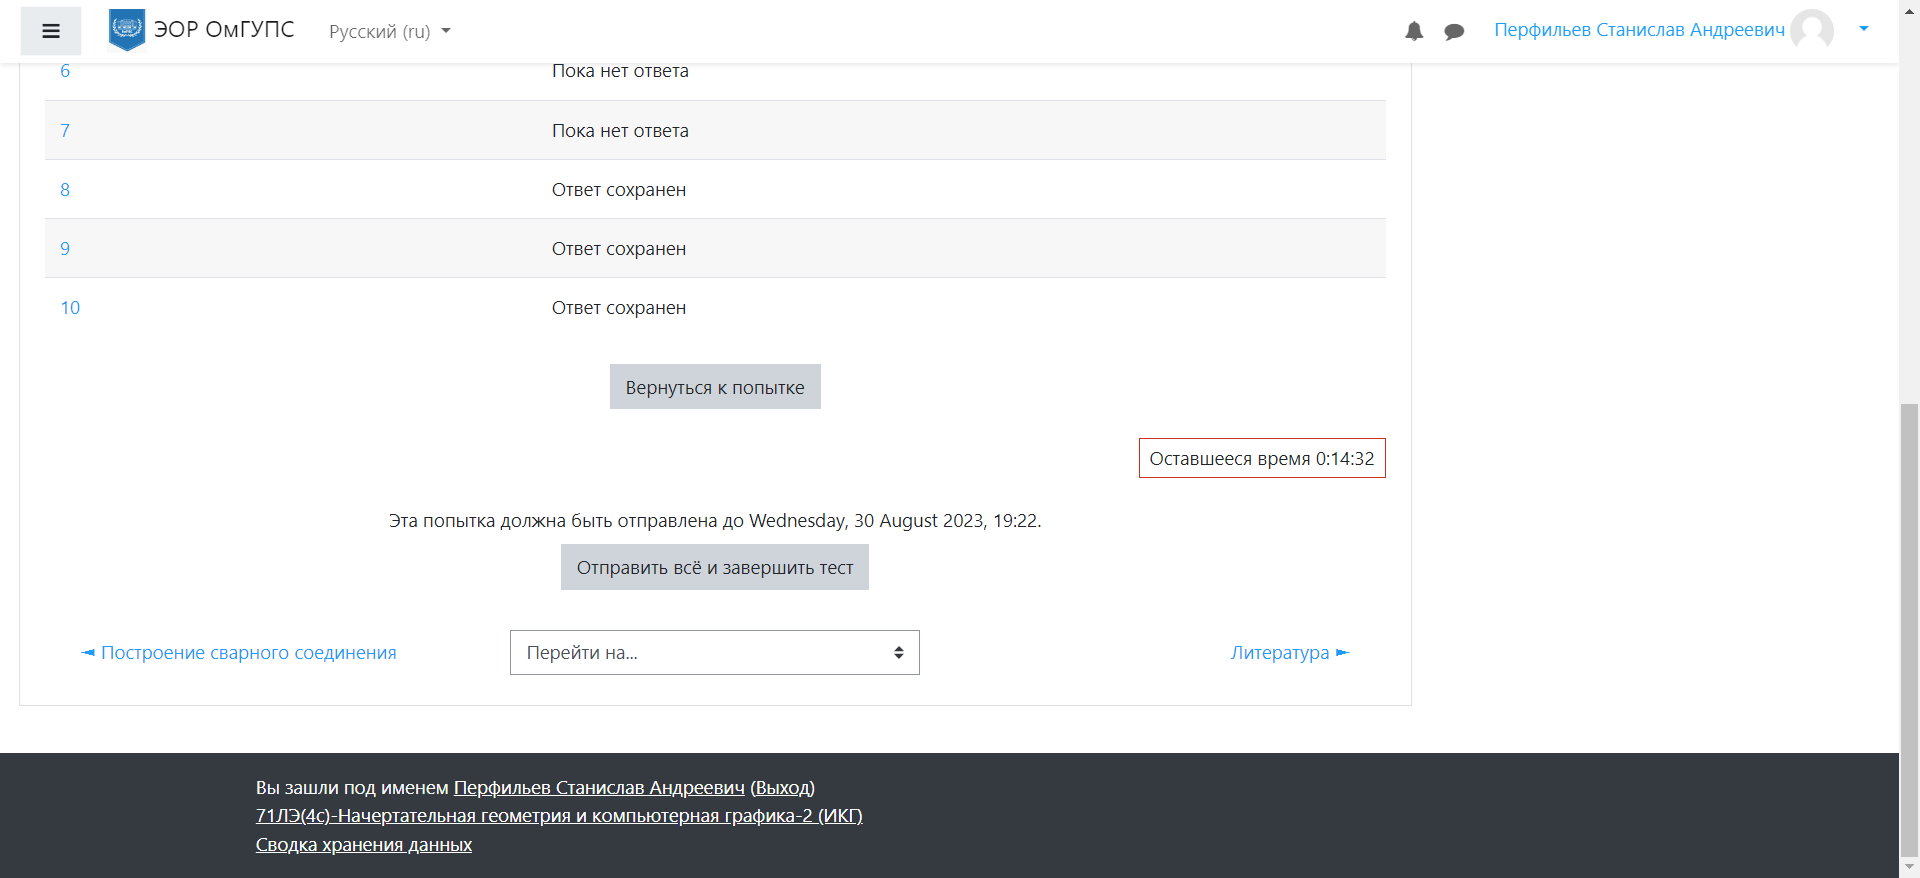 ЭОР ОмГУПС
Русский (ru)
Перфильев Станислав Андреевич
6 Пока нет ответа
7 Пока нет ответа
8 Ответ сохранен
9 Ответ сохранен
10 Ответ сохранен
Вернуться к попытке
Оставшееся время 0:14:32
Эта попытка должна быть отправлена до Wednesday, 30 August 2023, 19:22.
Отправить всё и завершить тест
◄ Построение сварного соединения
Перейти на...
Литература ►
Вы зашли под именем Перфильев Станислав Андреевич (Выход)
71ЛЭ(4с)-Начертательная геометрия и компьютерная графика-2 (ИКГ)
Сводка хранения данных